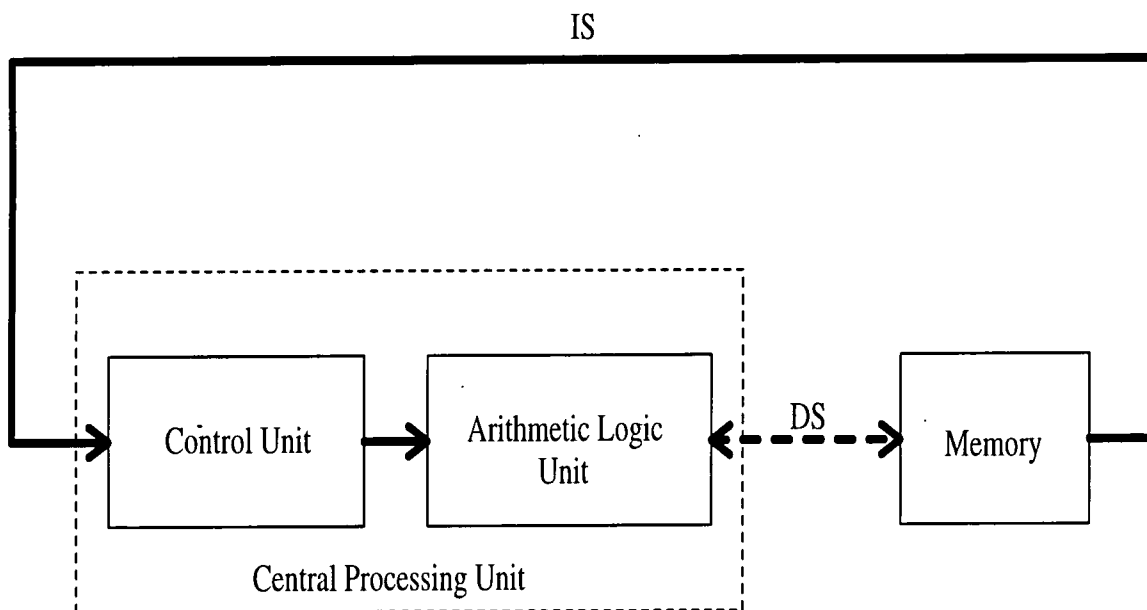 IS
Control Unit
Arithmetic Logic
Unit
DS
Memory
Central Processing Unit